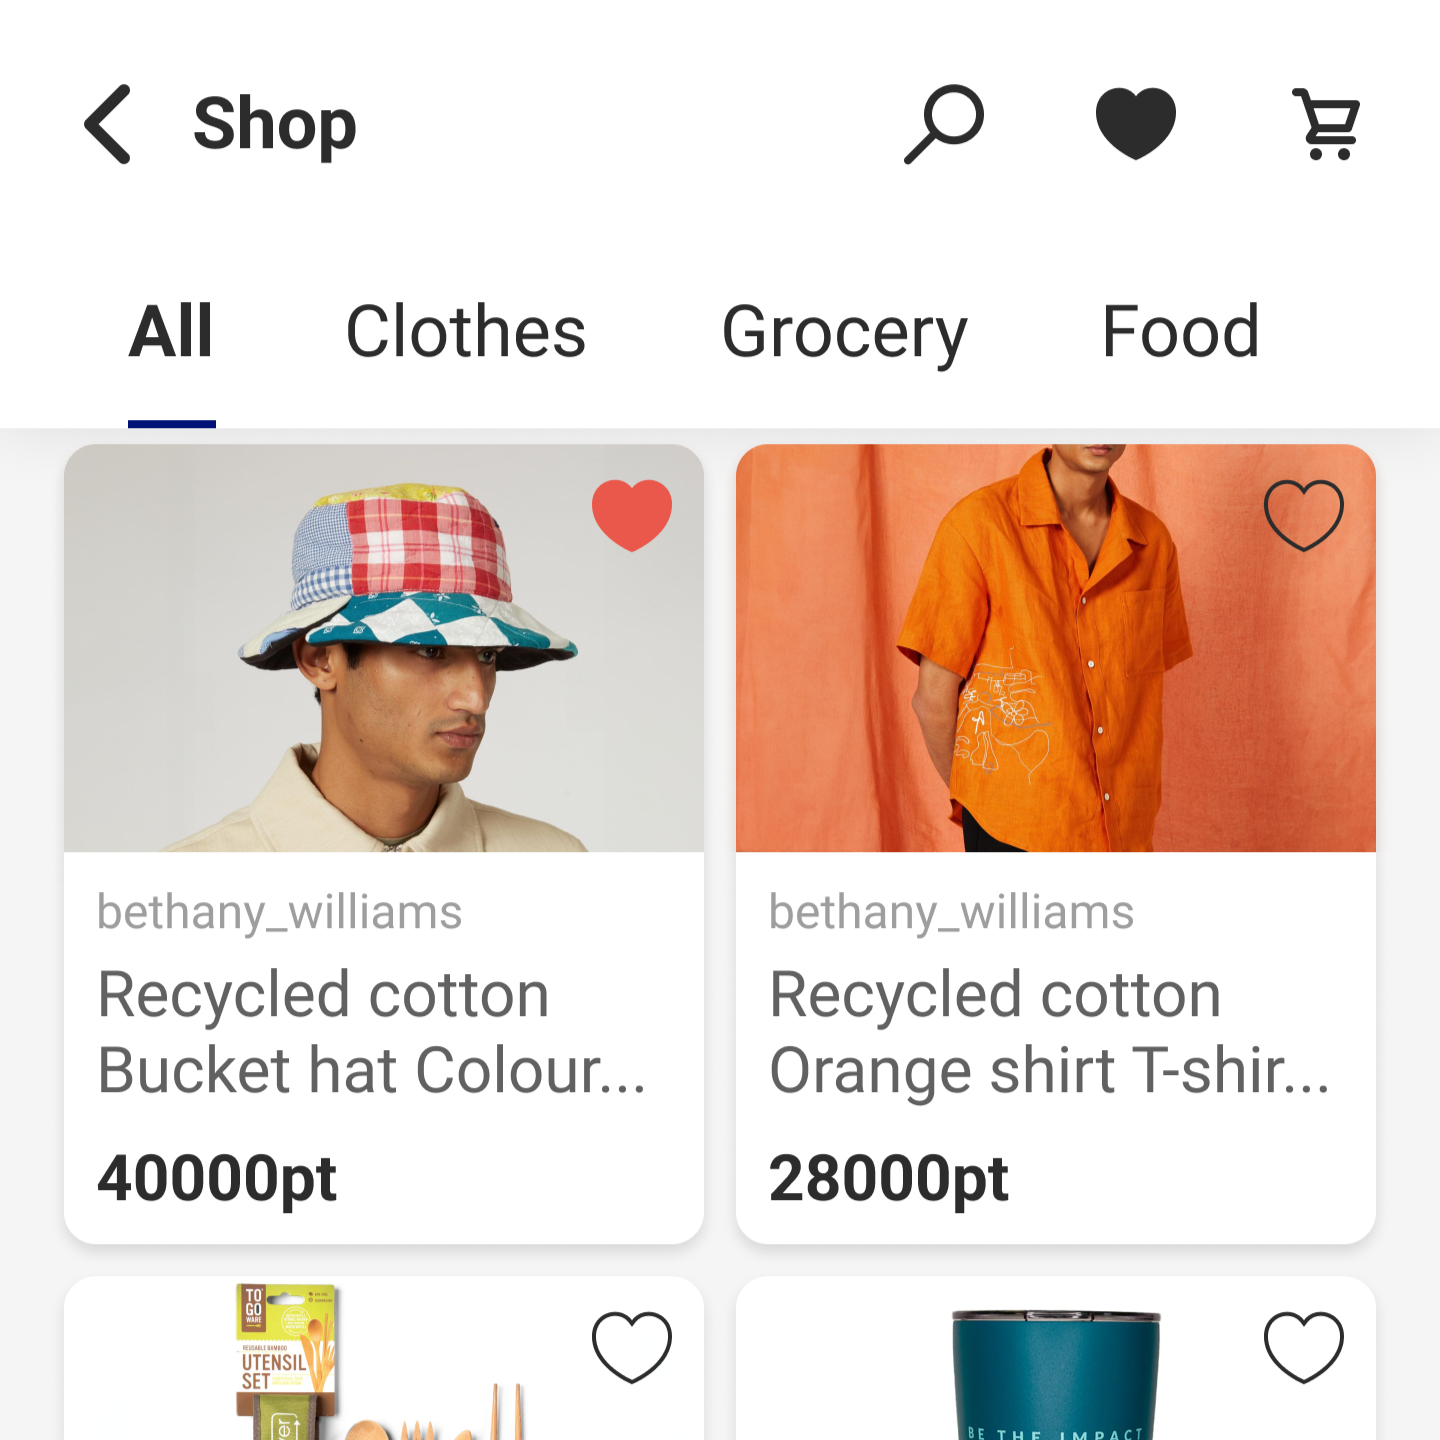 Shop
All Clothes Grocery Food
bethany_williams
Recycled cotton
Bucket hat Colour...
40000pt
bethany_williams
Recycled cotton
Orange shirt T-shir...
28000pt
TO
GO
WARE
REUSABLE BAMBOO
UTENSIL
SET
BE THE IMPACT